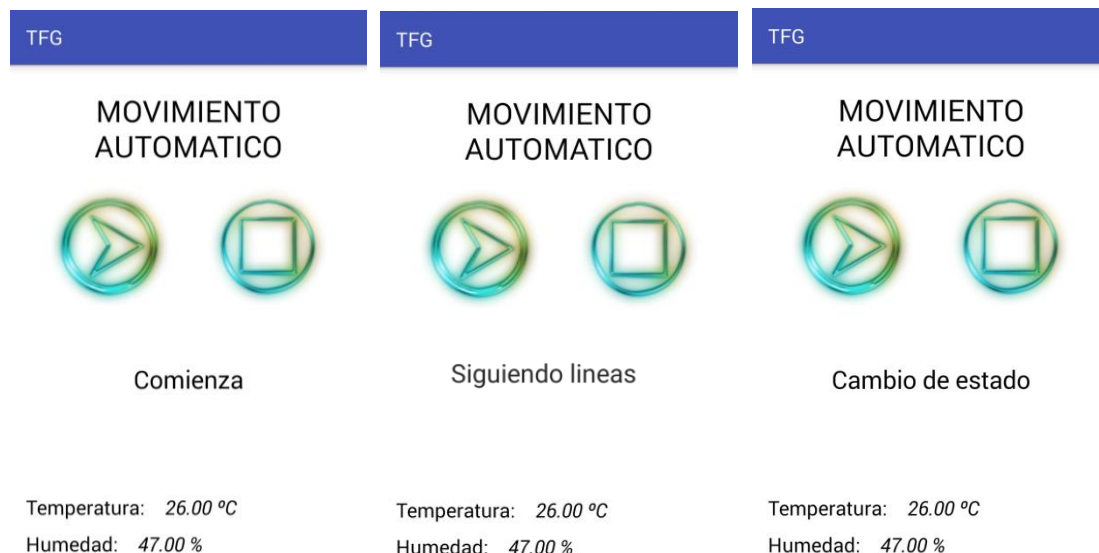 TFG
MOVIMIENTO
AUTOMATICO
Comienza
Temperatura: 26.00 ºC
Humedad: 47.00 %
TFG
MOVIMIENTO
AUTOMATICO
Siguiendo lineas
Temperatura: 26.00 ºC
Humedad: 47.00 %
TFG
MOVIMIENTO
AUTOMATICO
Cambio de estado
Temperatura: 26.00 ºC
Humedad: 47.00 %